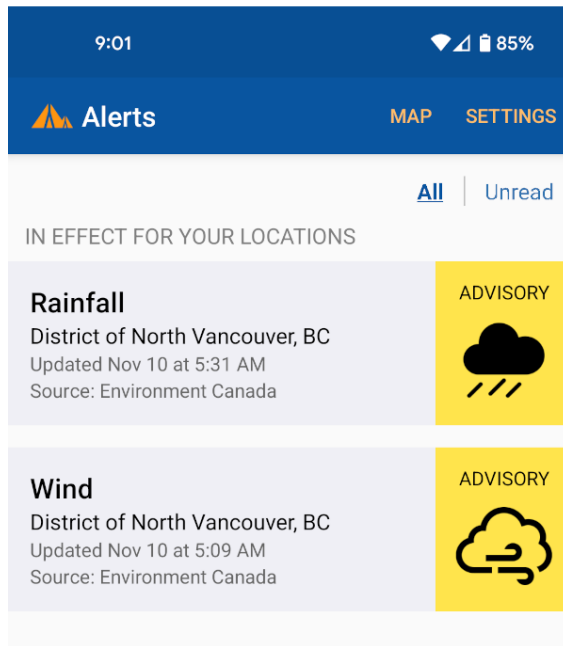 9:01 85%
Alerts MAP SETTINGS
All Unread
IN EFFECT FOR YOUR LOCATIONS
Rainfall
District of North Vancouver, BC
Updated Nov 10 at 5:31 AM
Source: Environment Canada
ADVISORY
Wind
District of North Vancouver, BC
Updated Nov 10 at 5:09 AM
Source: Environment Canada
ADVISORY